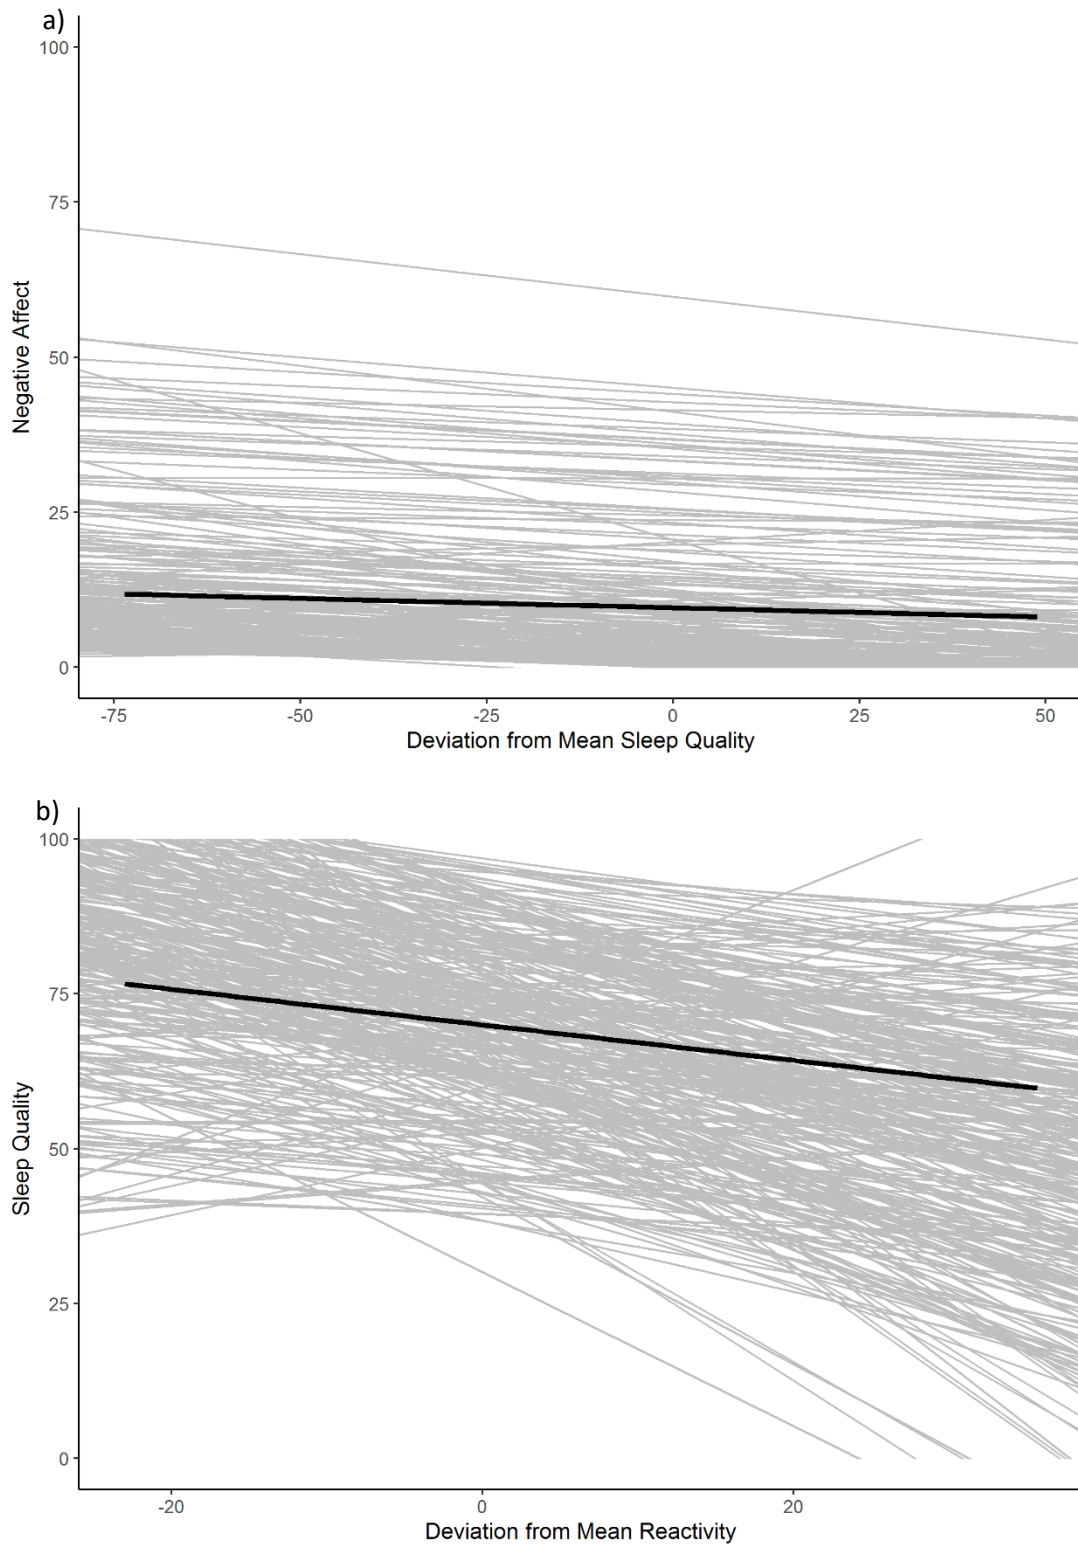 a)
100
75
50
25
0
Negative Affect
-75 -50 -25 0 25 50
Deviation from Mean Sleep Quality
b)
100
75
50
25
0
Sleep Quality
-20 0 20
Deviation from Mean Reactivity